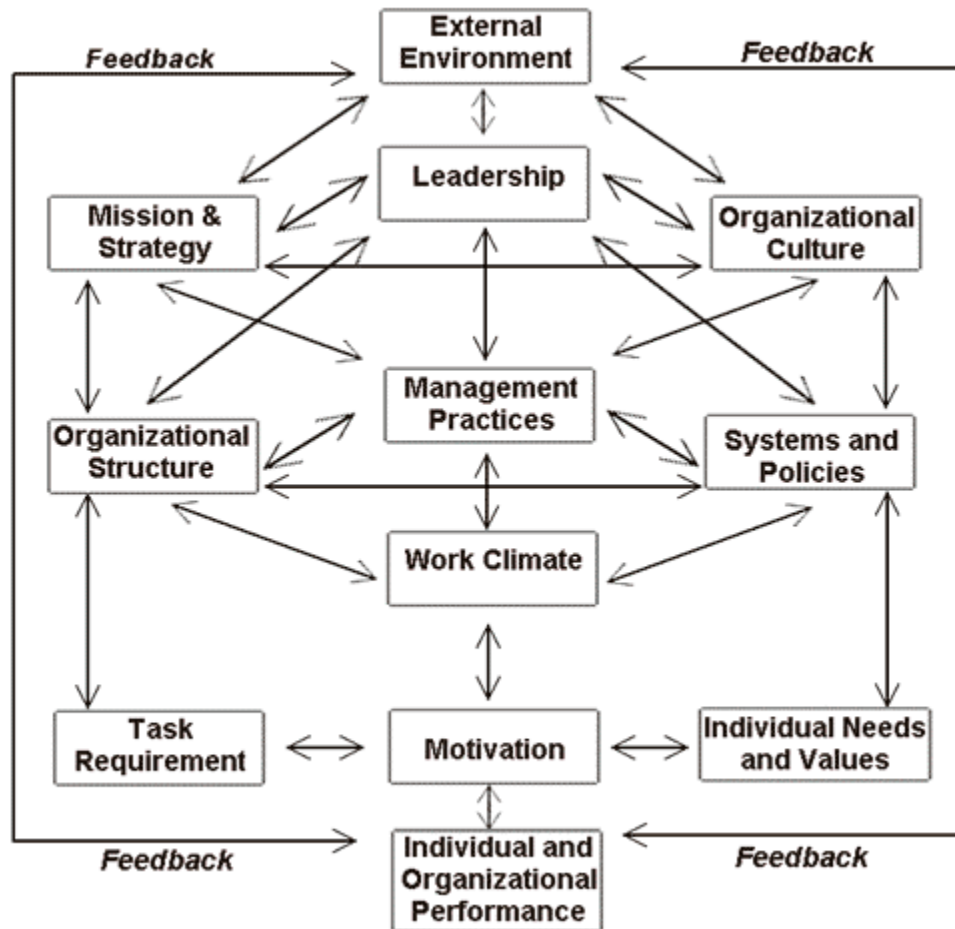 External
Environment
Feedback
Feedback
Leadership
Mission &
Strategy
Organizational
Culture
Management
Practices
Organizational
Structure
Systems and
Policies
Work Climate
Task
Requirement
Motivation
Individual Needs
and Values
Feedback
Feedback
Individual and
Organizational
Performance